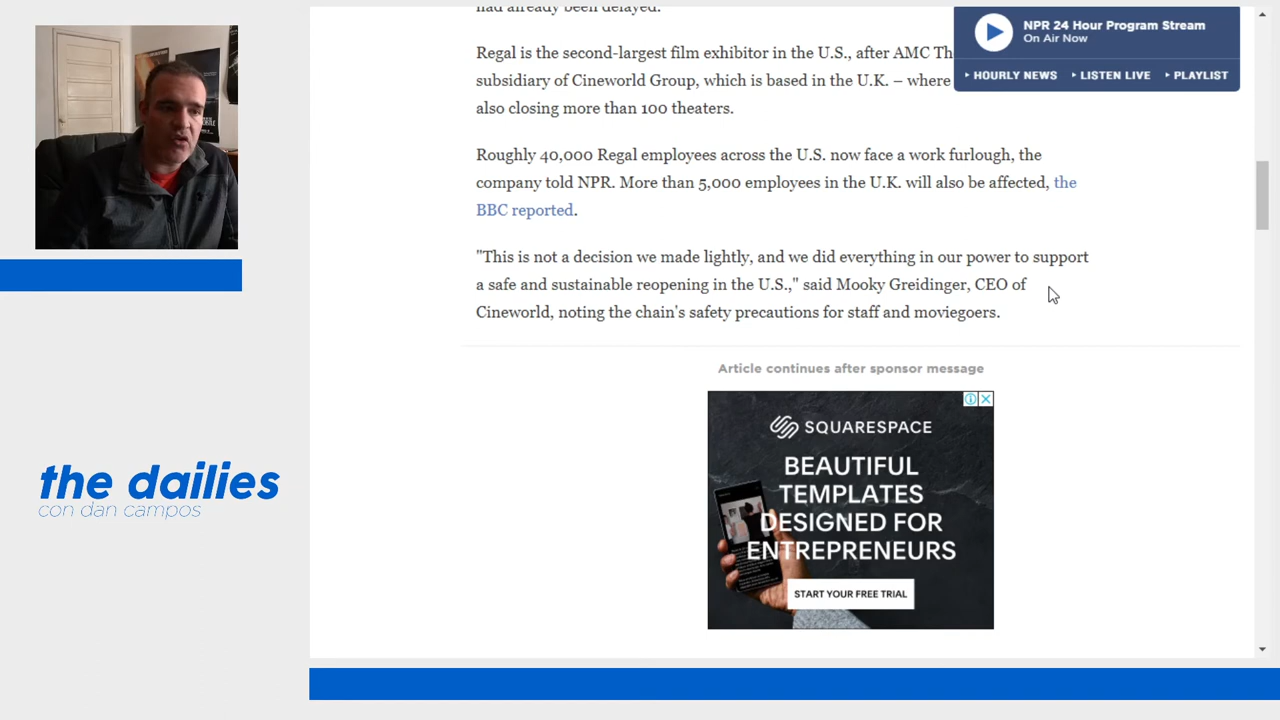 had already been delayed.
NPR 24 Hour Program Stream
On Air Now
HOURLY NEWS LISTEN LIVE PLAYLIST
Regal is the second-largest film exhibitor in the U.S., after AMC Th
subsidiary of Cineworld Group, which is based in the U.K. – where
also closing more than 100 theaters.
Roughly 40,000 Regal employees across the U.S. now face a work furlough, the
company told NPR. More than 5,000 employees in the U.K. will also be affected, the
BBC reported.
"This is not a decision we made lightly, and we did everything in our power to support
a safe and sustainable reopening in the U.S.," said Mooky Greidinger, CEO of
Cineworld, noting the chain's safety precautions for staff and moviegoers.
Article continues after sponsor message
SQUARESPACE
BEAUTIFUL
TEMPLATES
DESIGNED FOR
ENTREPRENEURS
START YOUR FREE TRIAL
the dailies
con dan campos